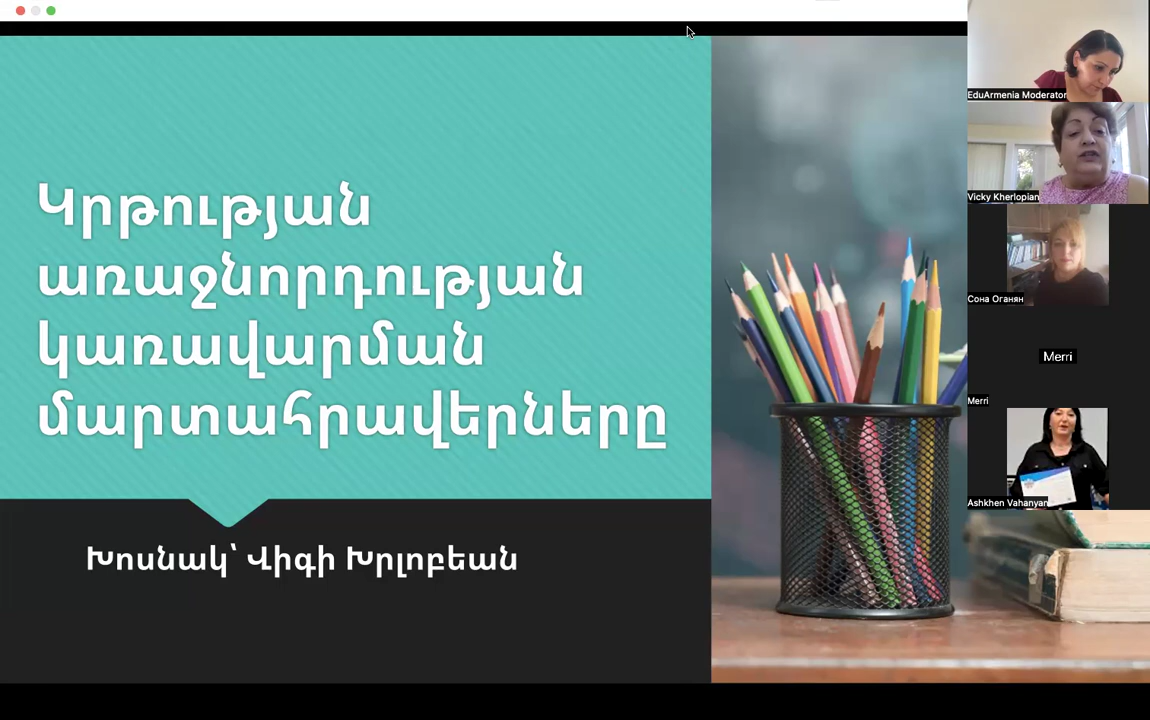 Կրթության
առաջնորդության
կառավարման
մարտահրավերները
Խոսնակ՝ Վիգի Խրլոբեան
EduArmenia Moderator
Vicky Kherlopian
Сона Оганян
Merri
Merri
Ashkhen Vahanyan